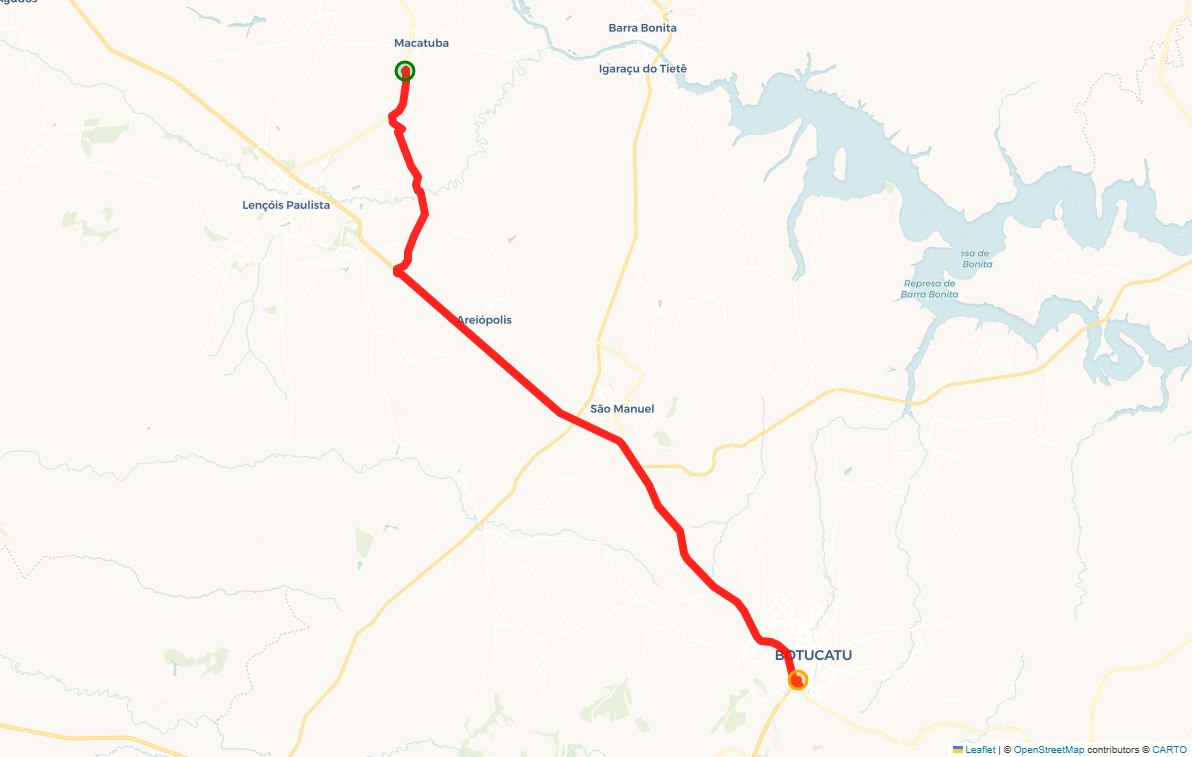 Agudos
Barra Bonita
Macatuba
Igaraçu do Tietê
Lençóis Paulista
esa de
Bonita
Represa de
Barra Bonita
Areiópolis
São Manuel
BOTUCATU
Leaflet | © OpenStreetMap contributors © CARTO